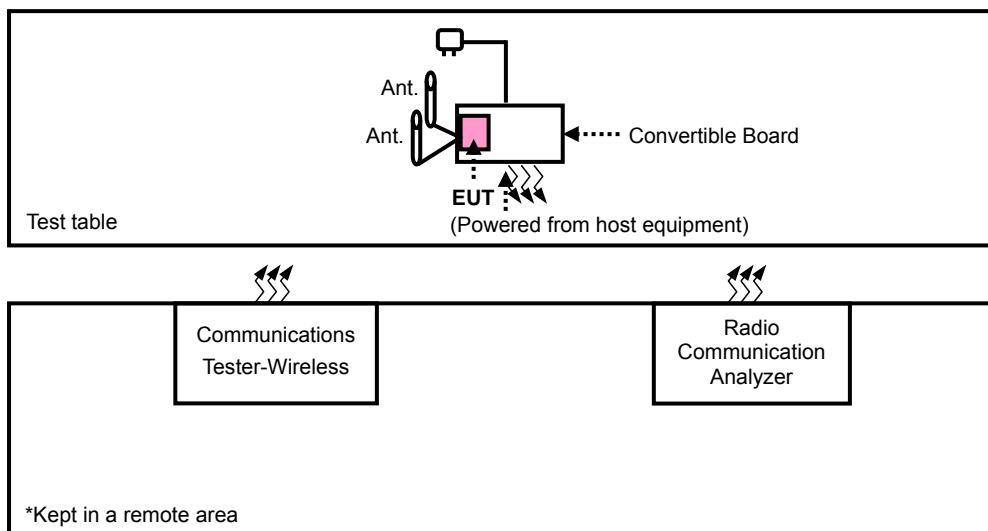 Ant.
Ant.
Convertible Board
EUT
(Powered from host equipment)
Test table
Communications
Tester-Wireless
Radio
Communication
Analyzer
*Kept in a remote area